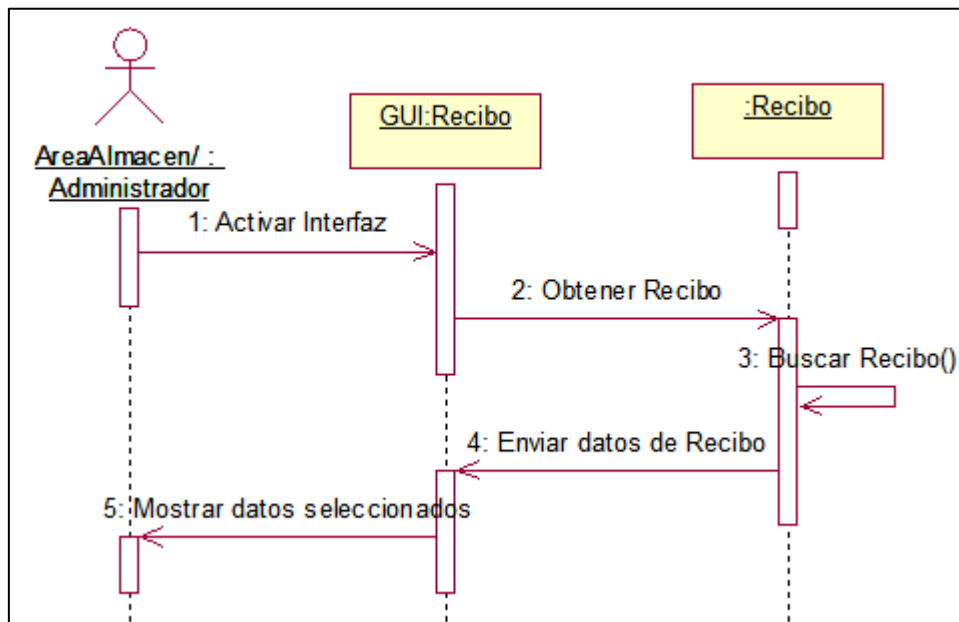 GUI:Recibo
:Recibo
AreaAlmacen/ :
Administrador
1: Activar Interfaz
2: Obtener Recibo
3: Buscar Recibo()
4: Enviar datos de Recibo
5: Mostrar datos seleccionados